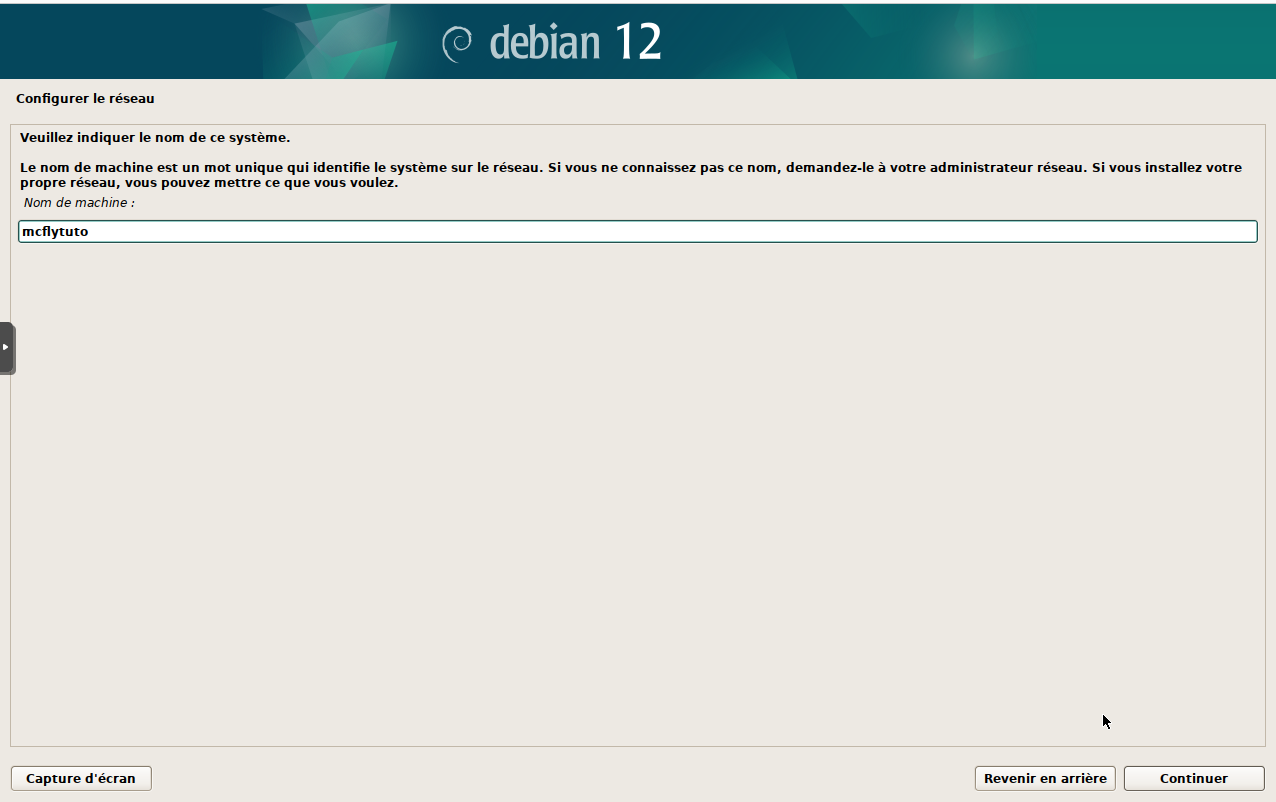 debian 12
Configurer le réseau
Veuillez indiquer le nom de ce système.
Le nom de machine est un mot unique qui identifie le système sur le réseau. Si vous ne connaissez pas ce nom, demandez-le à votre administrateur réseau. Si vous installez votre
propre réseau, vous pouvez mettre ce que vous voulez.
Nom de machine :
mcflytuto
Capture d'écran
Revenir en arrière
Continuer